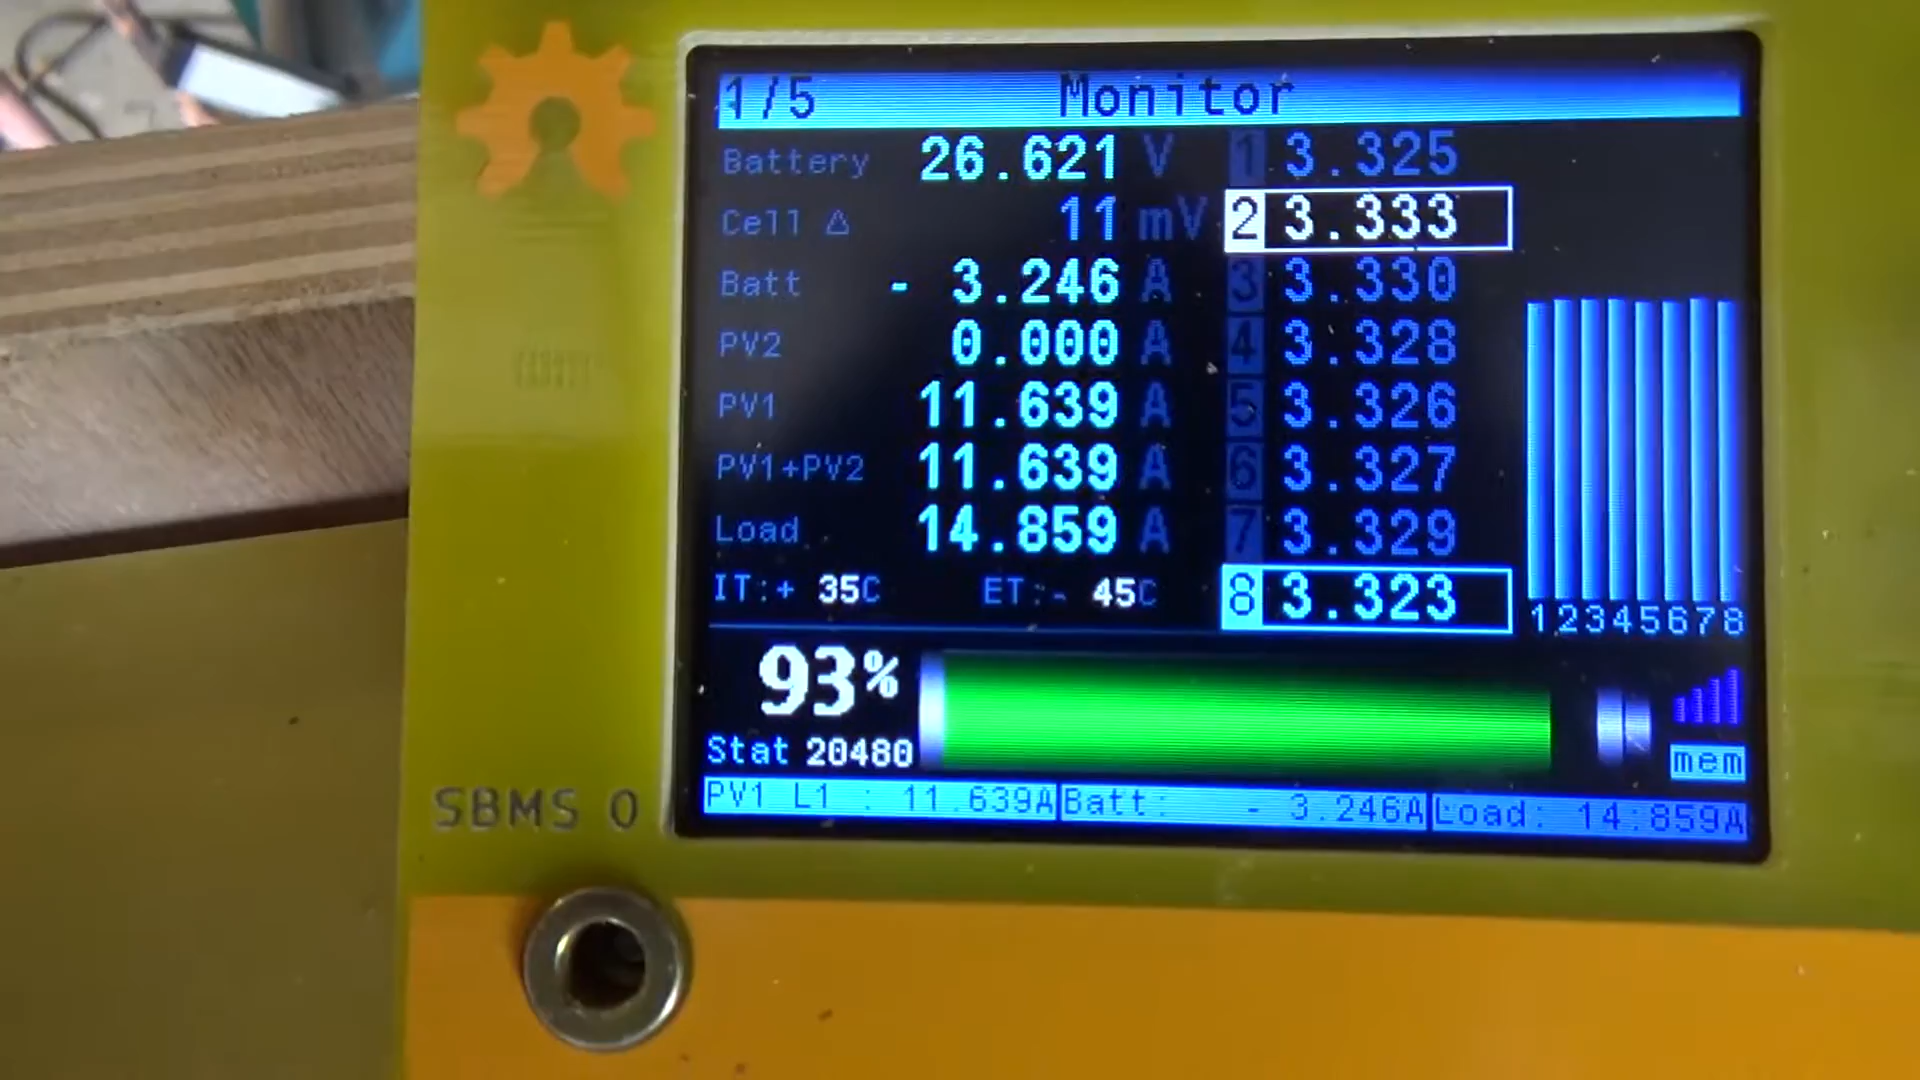 1/5 Monitor
Battery 26.621 V 1 3.325
Cell Δ 11 mV 2 3.333
Batt - 3.246 A 3 3.330
PV2 0.000 A 4 3.328
PV1 11.639 A 5 3.326
PV1+PV2 11.639 A 6 3.327
Load 14.859 A 7 3.329
IT:+ 35C ET:- 45C 8 3.323
12345678
93%
Stat 20480
mem
PV1 L1 : 11.639A Batt: - 3.246A Load: 14:859A
SBMS 0